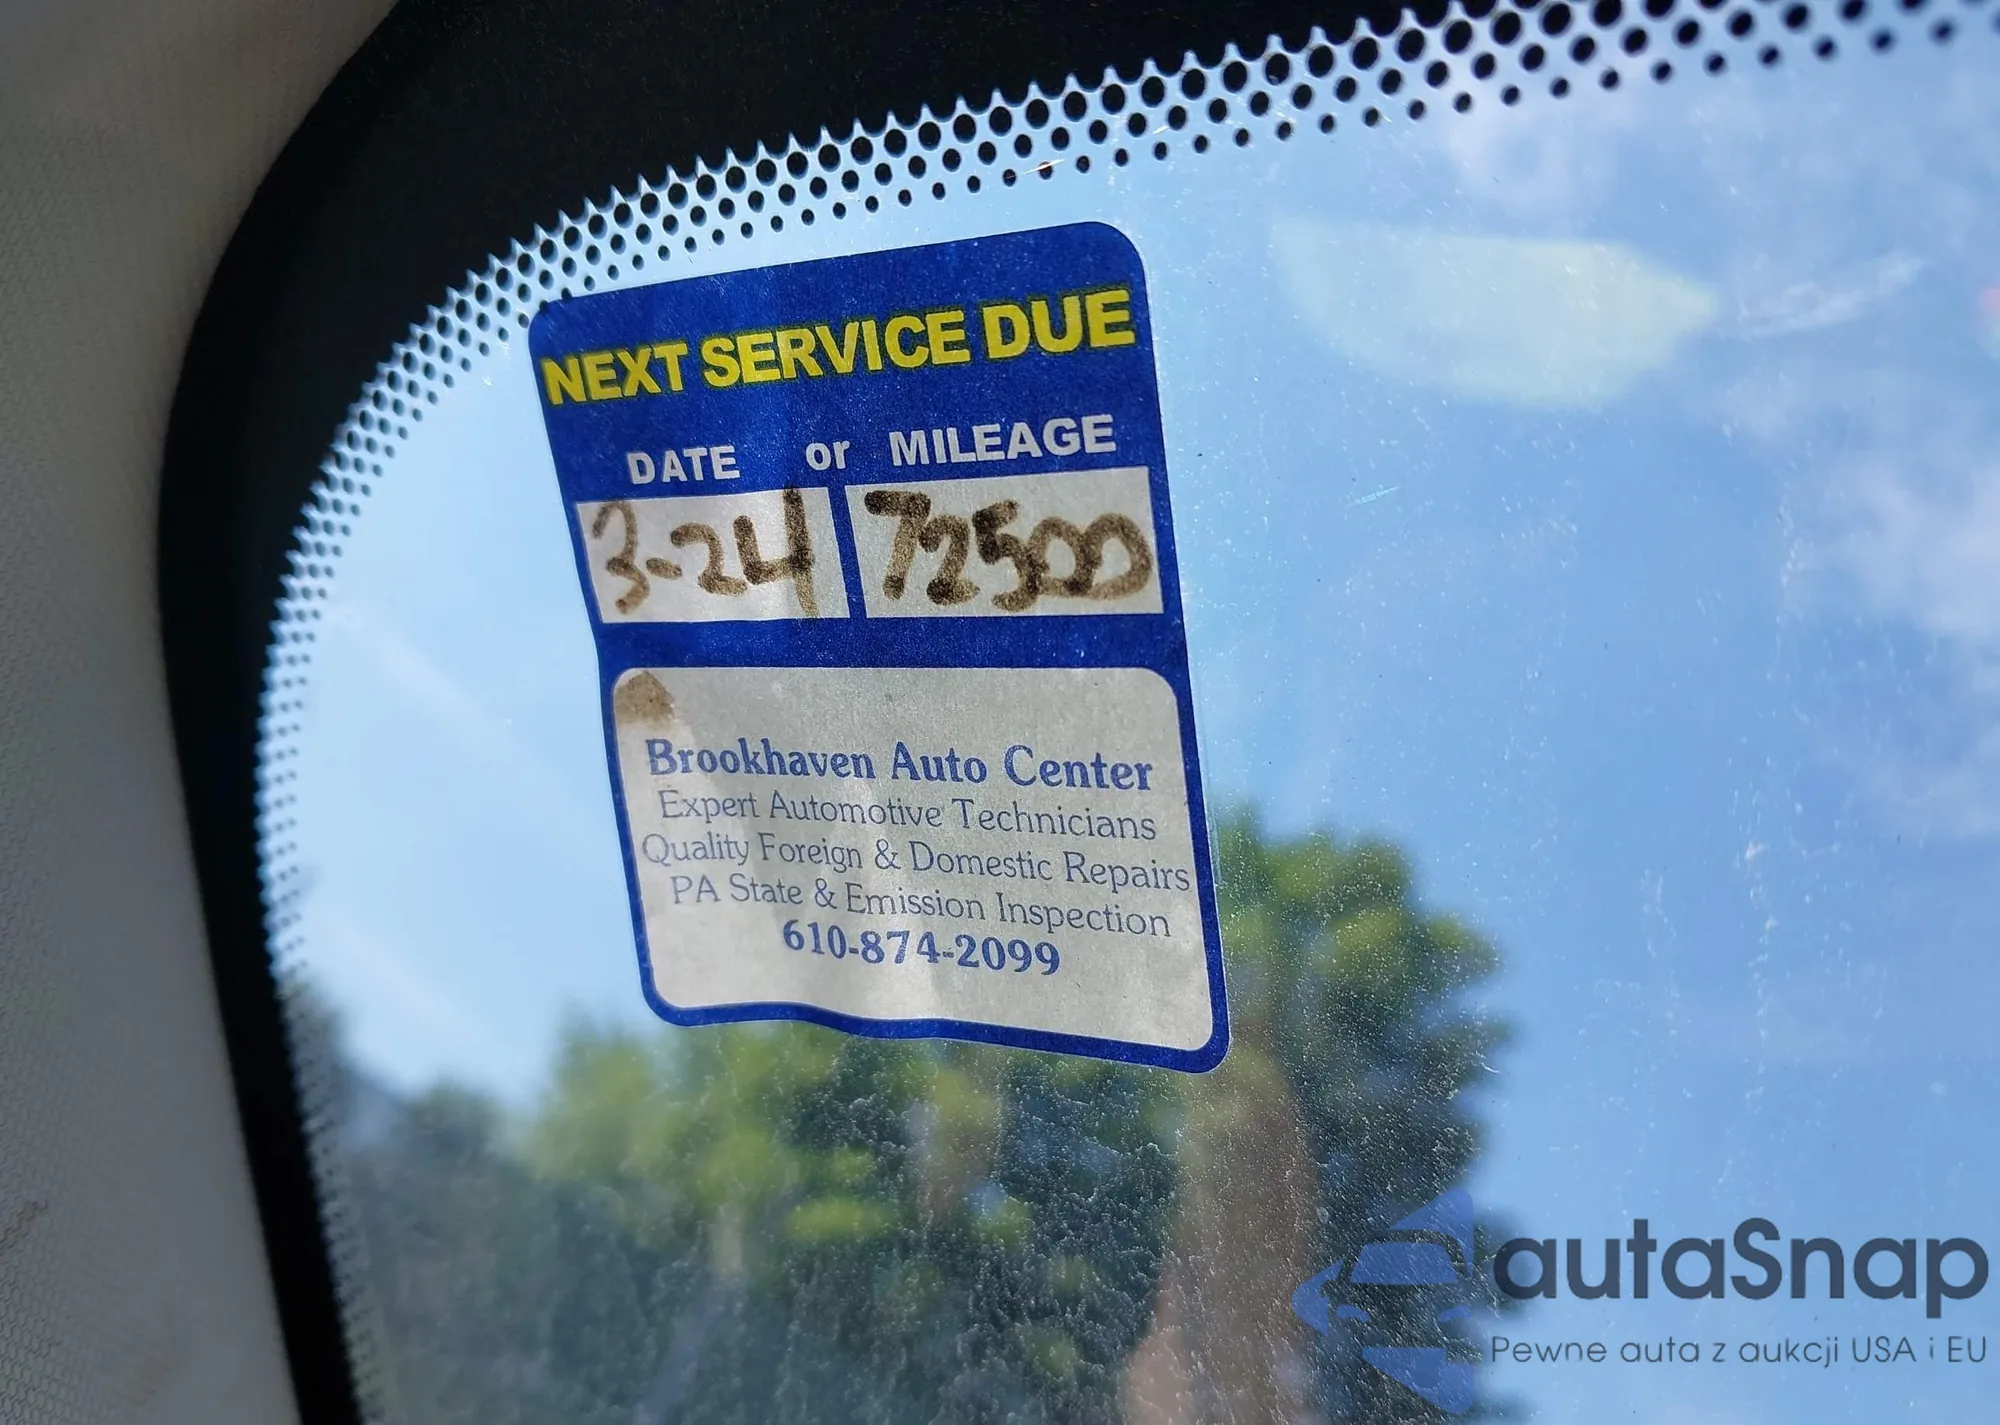 NEXT SERVICE DUE
DATE or MILEAGE
3-24 72500
Brookhaven Auto Center
Expert Automotive Technicians
Quality Foreign & Domestic Repairs
PA State & Emission Inspection
610-874-2099
autaSnap
Pewne auta z aukcji USA i EU